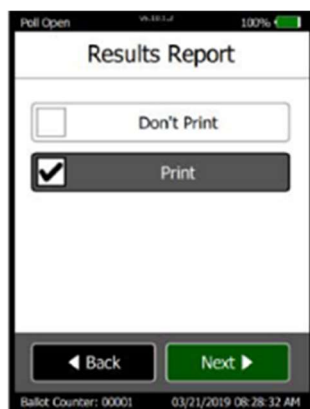 Poll Open 100%
Results Report
Don't Print
Print
Back Next
Ballot Counter: 00001 03/21/2019 08:28:32 AM